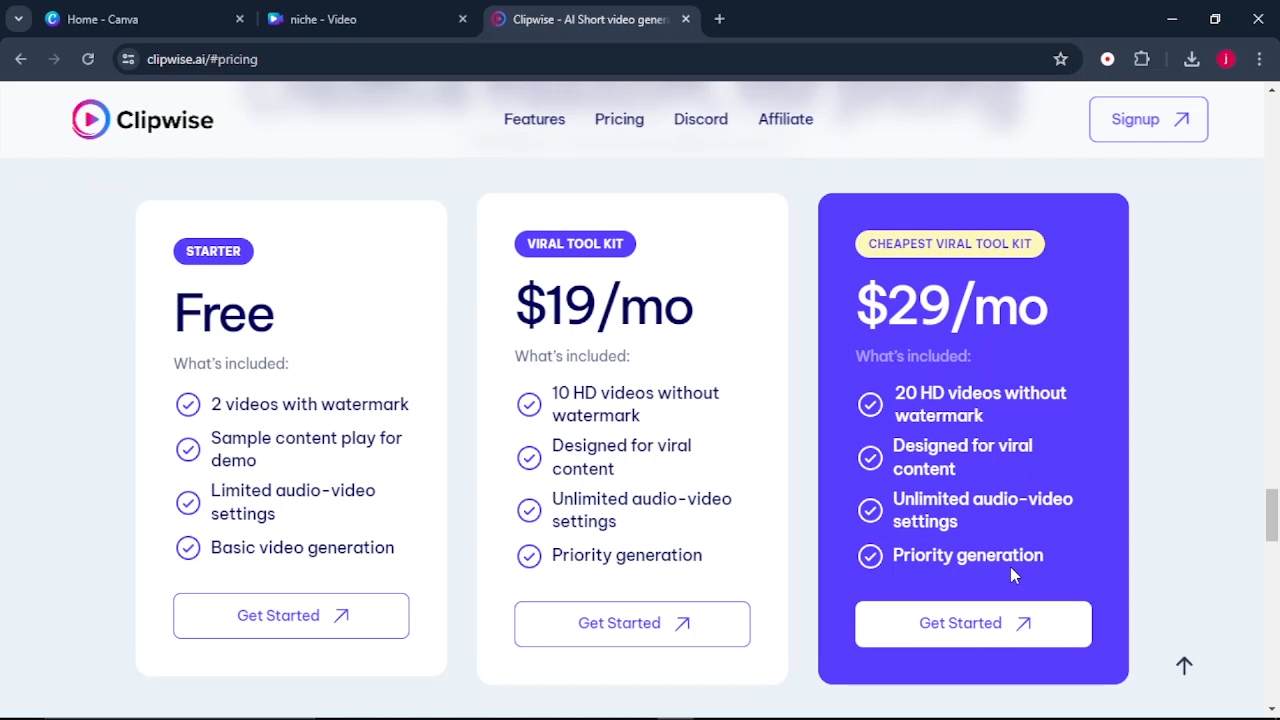 Home - Canva
niche - Video
Clipwise - AI Short video gener
clipwise.ai/#pricing
j
Clipwise
Features
Pricing
Discord
Affiliate
Signup
STARTER
Free
What's included:
2 videos with watermark
Sample content play for
demo
Limited audio-video
settings
Basic video generation
Get Started
VIRAL TOOL KIT
$19/mo
What's included:
10 HD videos without
watermark
Designed for viral
content
Unlimited audio-video
settings
Priority generation
Get Started
CHEAPEST VIRAL TOOL KIT
$29/mo
What's included:
20 HD videos without
watermark
Designed for viral
content
Unlimited audio-video
settings
Priority generation
Get Started